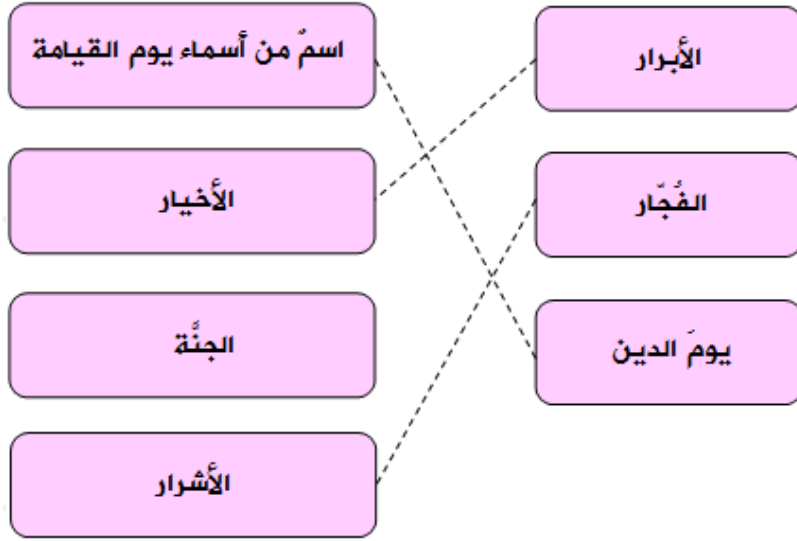 الأبرار
اسمٌ من أسماء يوم القيامة
الفُجّار
الأخيار
يومَ الدين
الجنَّة
الأشرار